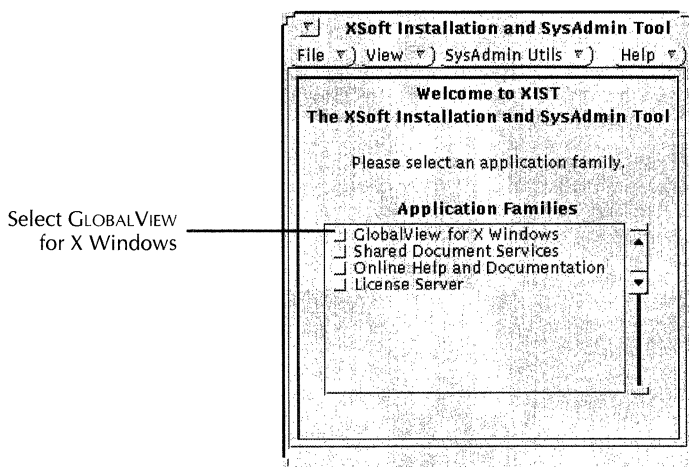 XSoft Installation and SysAdmin Tool
File View SysAdmin Utils Help
Welcome to XIST
The XSoft Installation and SysAdmin Tool
Please select an application family.
Application Families
Select GLOBALVIEW
for X Windows
GlobalView for X Windows
Shared Document Services
Online Help and Documentation
License Server